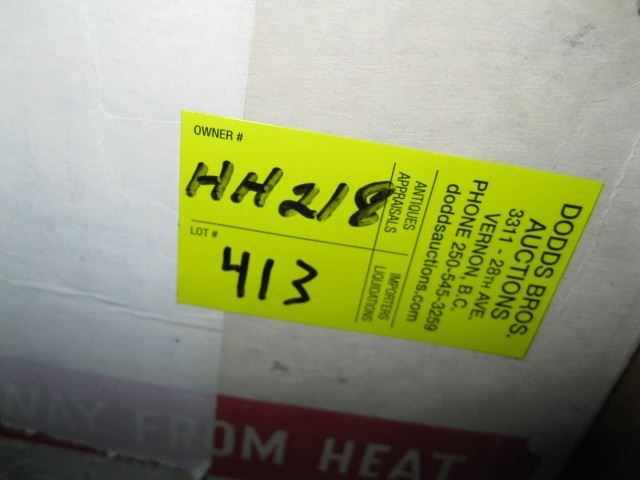 OWNER #
HH218
LOT #
413
ANTIQUES
APPRAISALS
IMPORTERS
LIQUIDATIONS
DODDS BROS.
AUCTIONS
3311 - 28TH AVE.
VERNON, B.C.
PHONE 250-545-3259
doddsauctions.com
WAY FROM HEAT